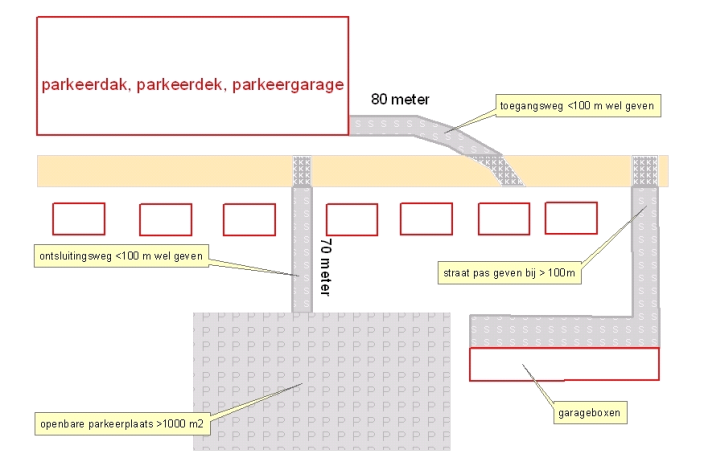 parkeerdak, parkeerdek, parkeergarage
80 meter
toegangsweg <100 m wel geven
ontsluitingsweg <100 m wel geven
70 meter
straat pas geven bij > 100m
openbare parkeerplaats >1000 m2
garageboxen